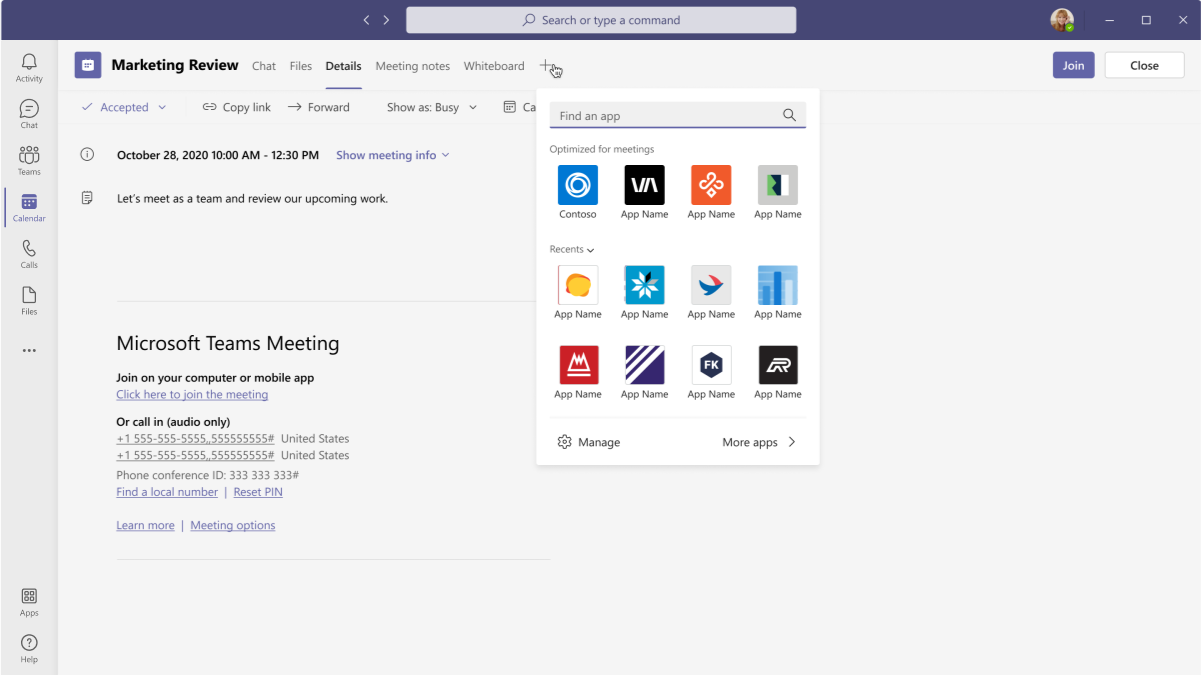 Search or type a command
Activity
Chat
Teams
Calendar
Calls
Files
Apps
Help
Marketing Review Chat Files Details Meeting notes Whiteboard
Join Close
Accepted Copy link Forward Show as: Busy Ca
October 28, 2020 10:00 AM - 12:30 PM Show meeting info
Let's meet as a team and review our upcoming work.
Microsoft Teams Meeting
Join on your computer or mobile app
Click here to join the meeting
Or call in (audio only)
+1 555-555-5555,,555555555# United States
+1 555-555-5555,,555555555# United States
Phone conference ID: 333 333 333#
Find a local number | Reset PIN
Learn more | Meeting options
Find an app
Optimized for meetings
Contoso App Name App Name App Name
Recents
App Name App Name App Name App Name
FK
App Name App Name App Name App Name
Manage More apps